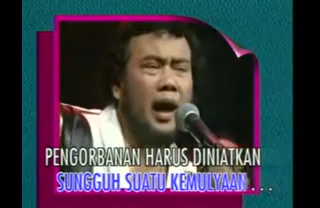 PENGORBANAN HARUS DINIATKAN
SUNGGUH SUATU KEMULYAAN . . .